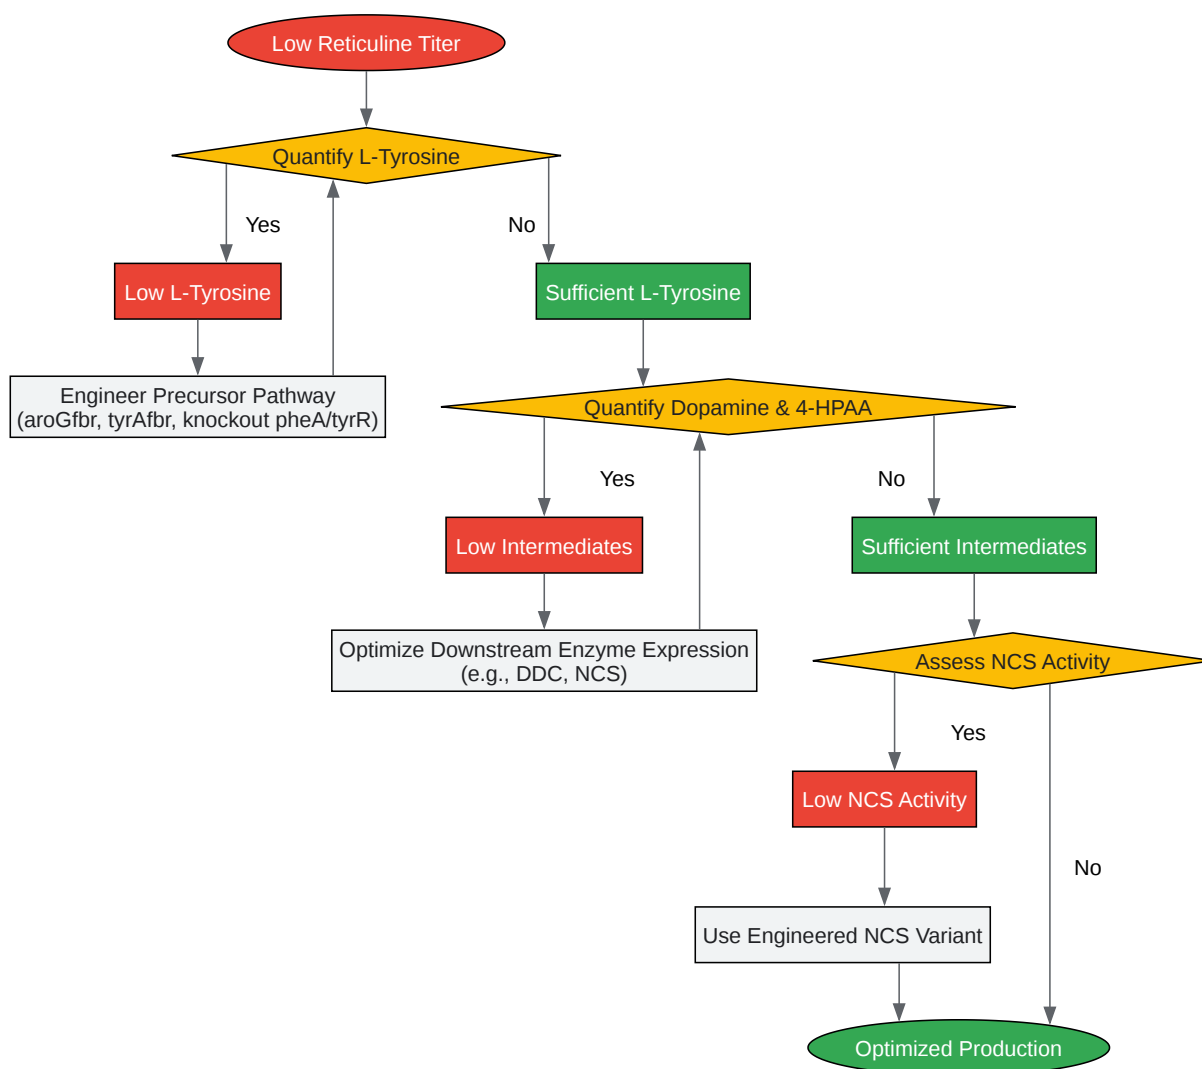 Low Reticuline Titer
Quantify L-Tyrosine
Yes
No
Low L-Tyrosine
Sufficient L-Tyrosine
Engineer Precursor Pathway
(aroGfbr, tyrAfbr, knockout pheA/tyrR)
Quantify Dopamine & 4-HPAA
Yes
No
Low Intermediates
Sufficient Intermediates
Optimize Downstream Enzyme Expression
(e.g., DDC, NCS)
Assess NCS Activity
Yes
Low NCS Activity
No
Use Engineered NCS Variant
Optimized Production